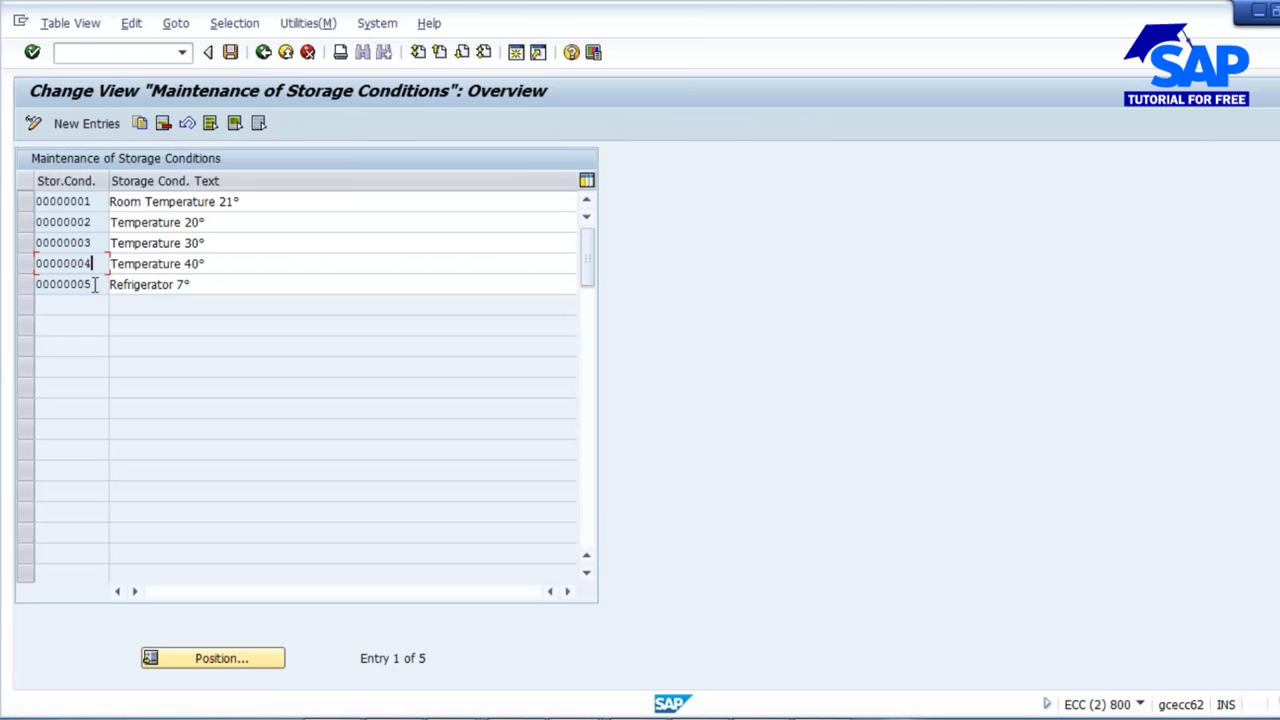 Table View Edit Goto Selection Utilities(M) System Help
SAP
TUTORIAL FOR FREE
Change View "Maintenance of Storage Conditions": Overview
New Entries
Maintenance of Storage Conditions
Stor.Cond. Storage Cond. Text
00000001 Room Temperature 21°
00000002 Temperature 20°
00000003 Temperature 30°
00000004 Temperature 40°
00000005 Refrigerator 7°
Position... Entry 1 of 5
SAP ECC (2) 800 gcecc62 INS